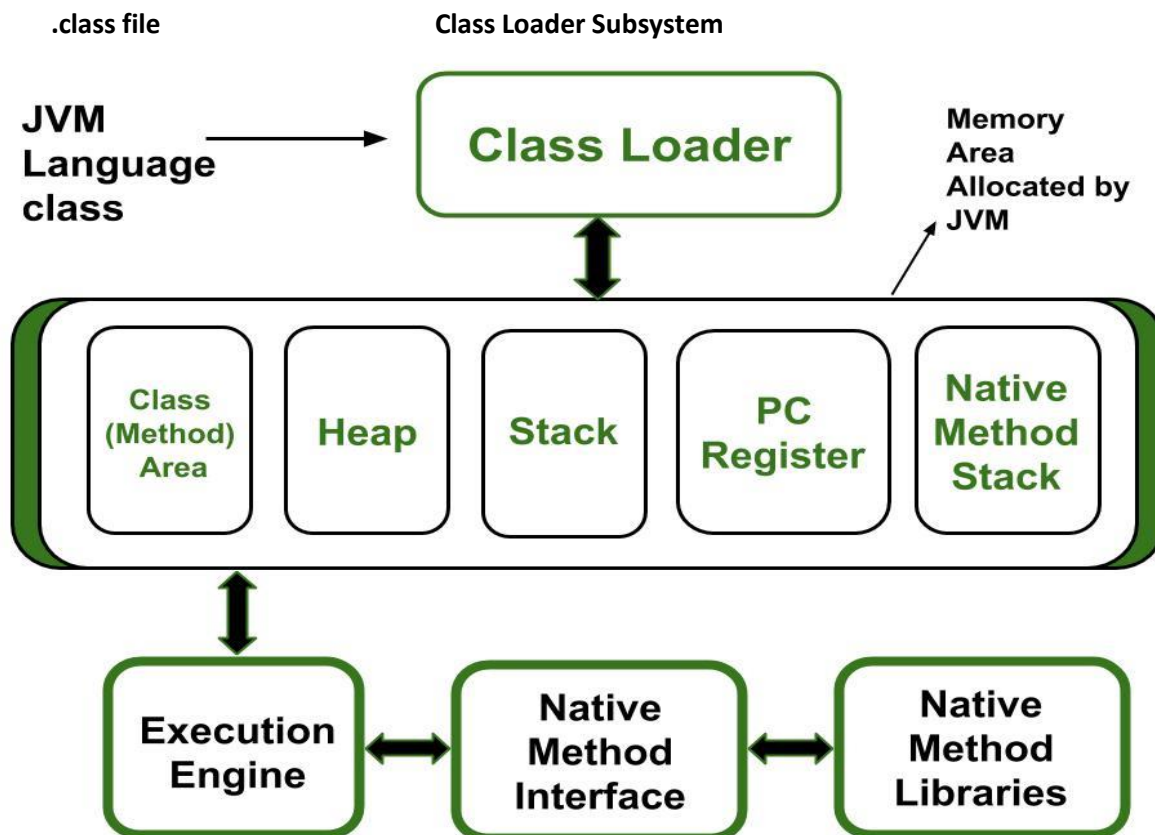 .class file
Class Loader Subsystem
JVM
Language
class
Class Loader
Memory
Area
Allocated by
JVM
Class
(Method)
Area
Heap
Stack
PC
Register
Native
Method
Stack
Execution
Engine
Native
Method
Interface
Native
Method
Libraries